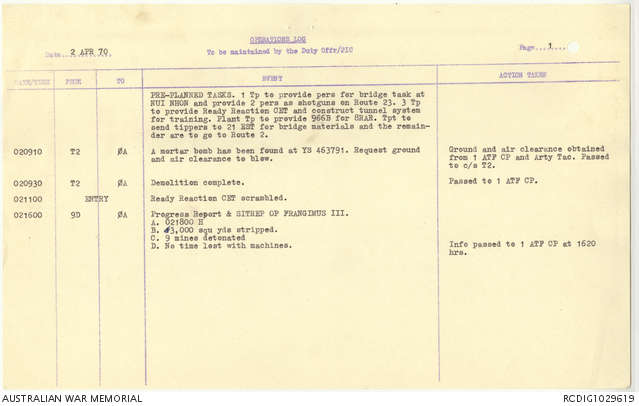 OPERATIONS LOG
Date 2 APR 70
To be maintained by the Duty Offr/JIC
Page 1
DATE/TIME FROM TO EVENT ACTION TAKEN
PRE-PLANNED TASKS. 1 Tp to provide pers for bridge task at
NUI NHON and provide 2 pers as shotguns on Route 23. 3 Tp
to provide Ready Reaction CET and construct tunnel system
for training. Plant Tp to provide 966B for 8RAR. Tpt to
send tippers to 21 EST for bridge materials and the remain-
der are to go to Route 2.
020910 T2 ØA A mortar bomb has been found at YS 463791. Request ground
and air clearance to blow.
Ground and air clearance obtained
from 1 ATF CP and Arty Tac. Passed
to c/s T2.
020930 T2 ØA Demolition complete. Passed to 1 ATF CP.
021100 ENTRY Ready Reaction CET scrambled.
021600 9D ØA Progress Report & SITREP OP FRANGIMUS III.
A. 021800 H
B. 3,000 squ yds stripped.
C. 9 mines detonated
D. No time lost with machines.
Info passed to 1 ATF CP at 1620
hrs.
AUSTRALIAN WAR MEMORIAL
RCDIG1029619